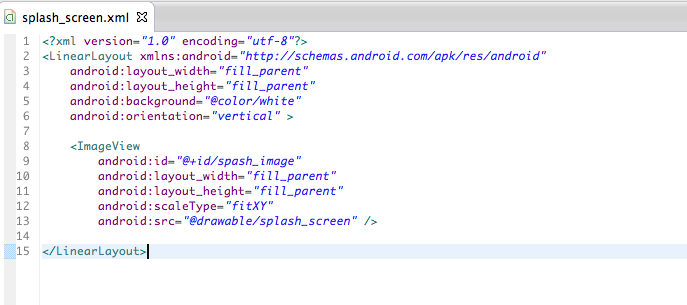 splash_screen.xml
1 <?xml version="1.0" encoding="utf-8"?>
2 <LinearLayout xmlns:android="http://schemas.android.com/apk/res/android"
3     android:layout_width="fill_parent"
4     android:layout_height="fill_parent"
5     android:background="@color/white"
6     android:orientation="vertical" >
7
8     <ImageView
9         android:id="@+id/spash_image"
10         android:layout_width="fill_parent"
11         android:layout_height="fill_parent"
12         android:scaleType="fitXY"
13         android:src="@drawable/splash_screen" />
14
15 </LinearLayout>